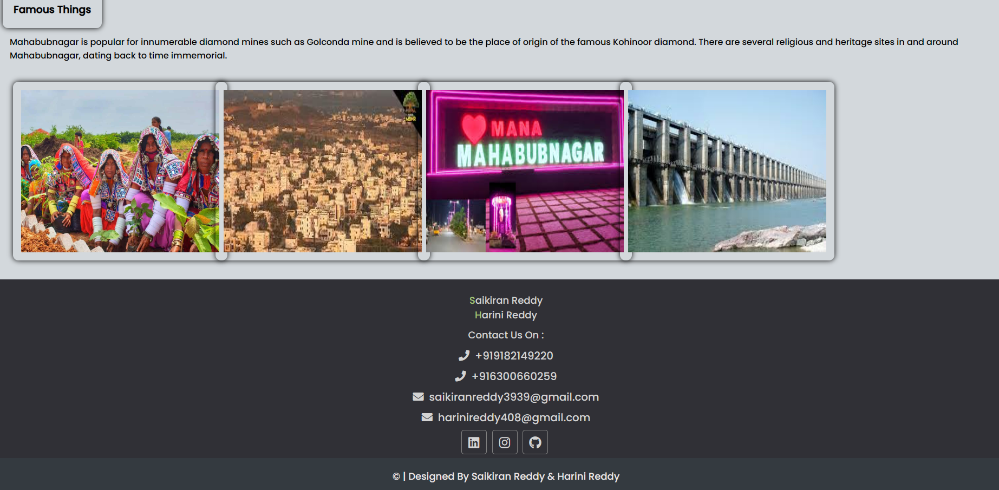 Famous Things
Mahabubnagar is popular for innumerable diamond mines such as Golconda mine and is believed to be the place of origin of the famous Kohinoor diamond. There are several religious and heritage sites in and around
Mahabubnagar, dating back to time immemorial.
MANA
MAHABUBNAGAR
Saikiran Reddy
Harini Reddy
Contact Us On :
+919182149220
+916300660259
saikiranreddy3939@gmail.com
harinireddy408@gmail.com
© | Designed By Saikiran Reddy & Harini Reddy